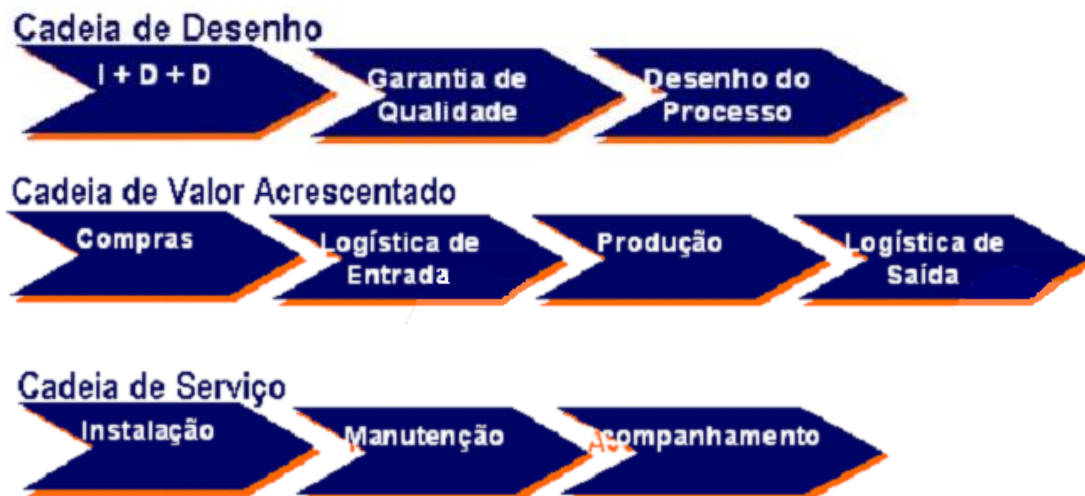 Cadeia de Desenho
I + D + D
Garantia de
Qualidade
Desenho do
Processo
Cadeia de Valor Acrescentado
Compras
Logística de
Entrada
Produção
Logística de
Saída
Cadeia de Serviço
Instalação
Manutenção
Acompanhamento